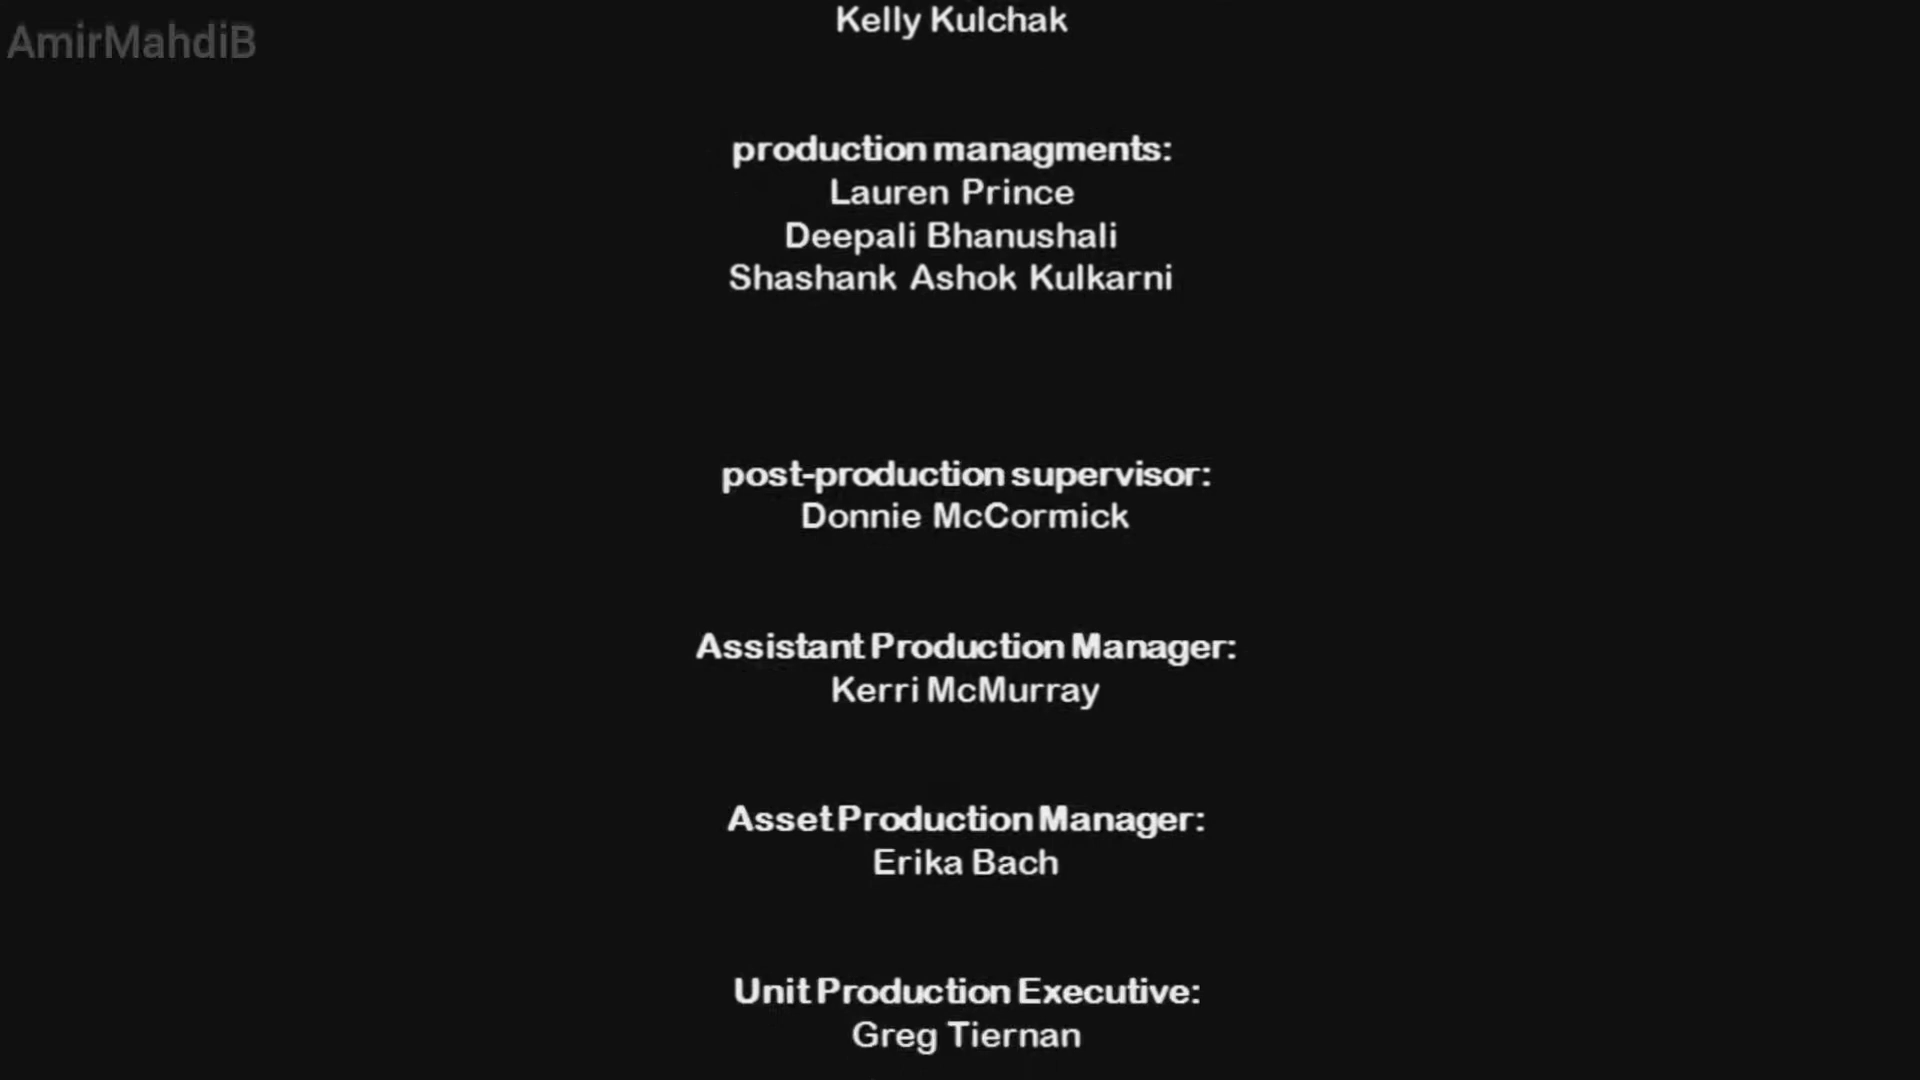 AmirMahdiB
Kelly Kulchak
production managments:
Lauren Prince
Deepali Bhanushali
Shashank Ashok Kulkarni
post-production supervisor:
Donnie McCormick
Assistant Production Manager:
Kerri McMurray
Asset Production Manager:
Erika Bach
Unit Production Executive:
Greg Tiernan